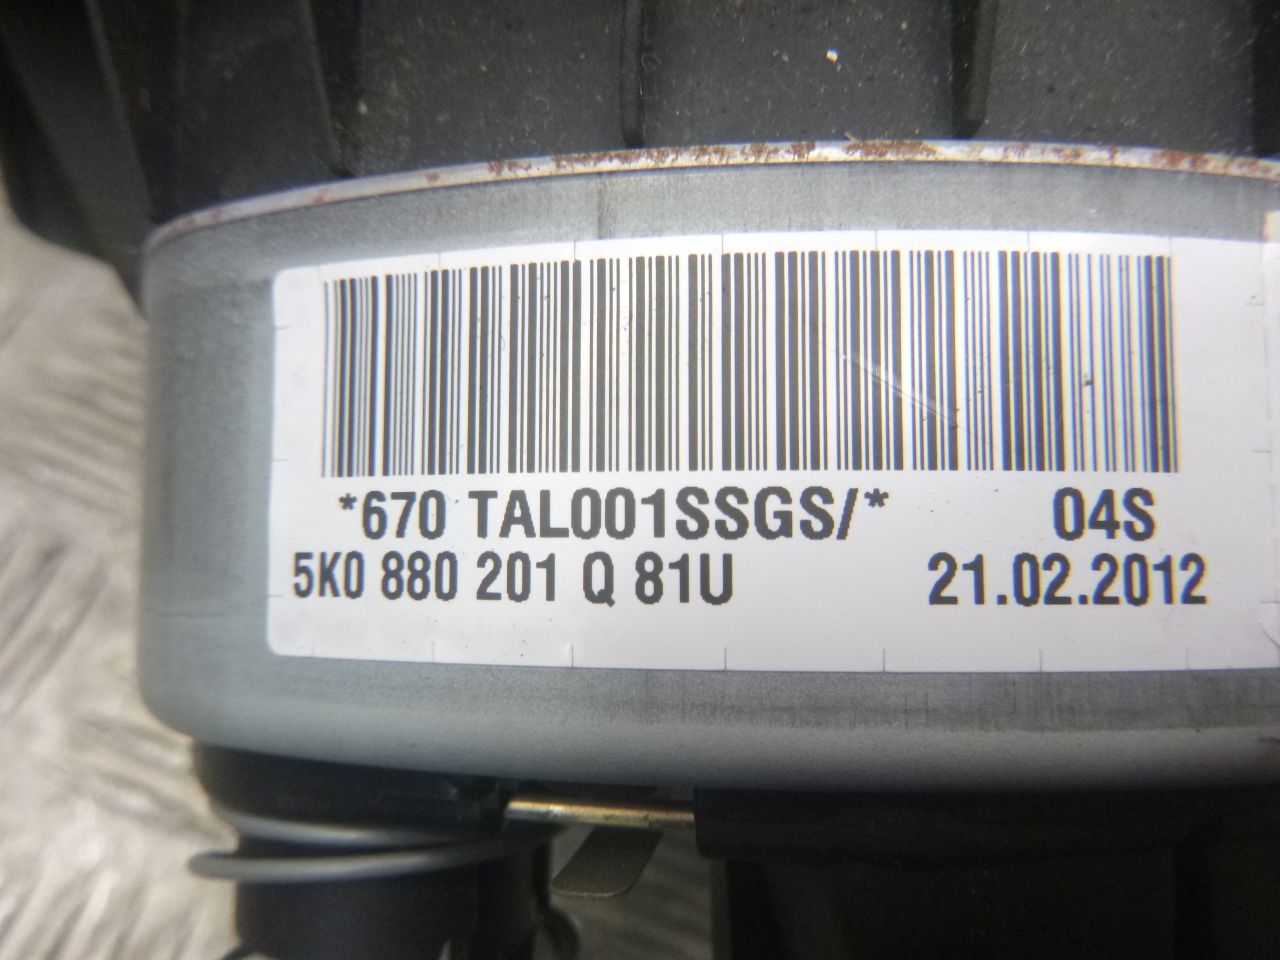 *670 TAL001SSGS/* 04S
5K0 880 201 Q 81U 21.02.2012